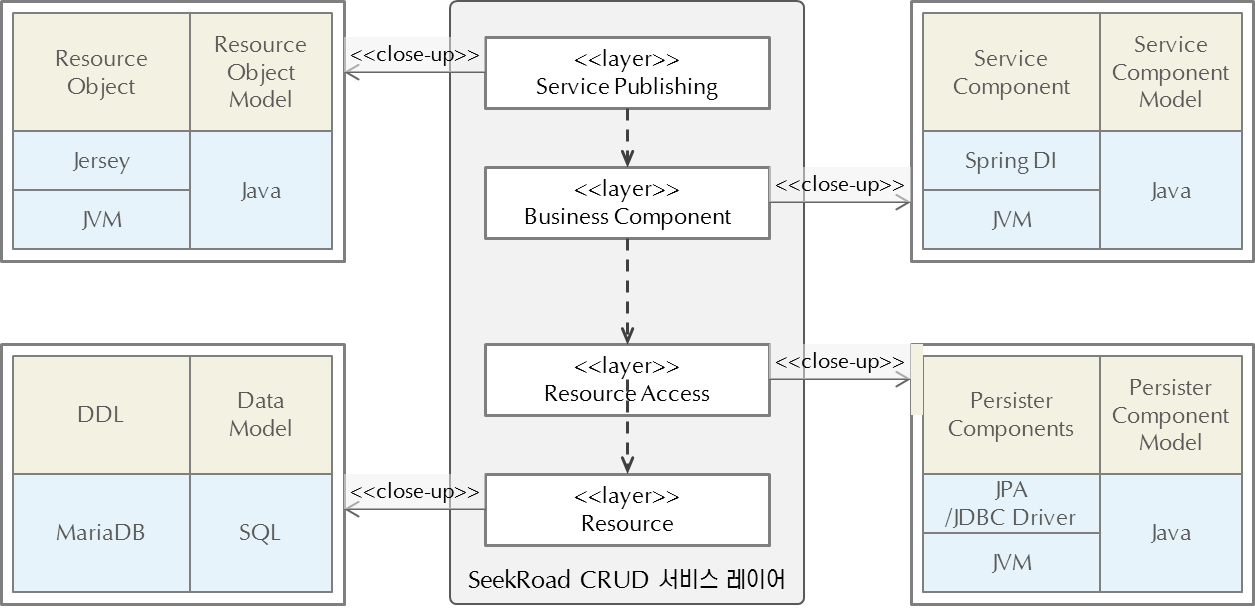 Resource
Object
Resource
Object
Model
Jersey
JVM
Java
<<close-up>>
<<layer>>
Service Publishing
<<layer>>
Business Component
<<close-up>>
Service
Component
Service
Component
Model
Spring DI
JVM
Java
DDL
Data
Model
MariaDB
SQL
<<close-up>>
<<layer>>
Resource Access
<<layer>>
Resource
SeekRoad CRUD 서비스 레이어
<<close-up>>
Persister
Components
Persister
Component
Model
JPA
/JDBC Driver
JVM
Java